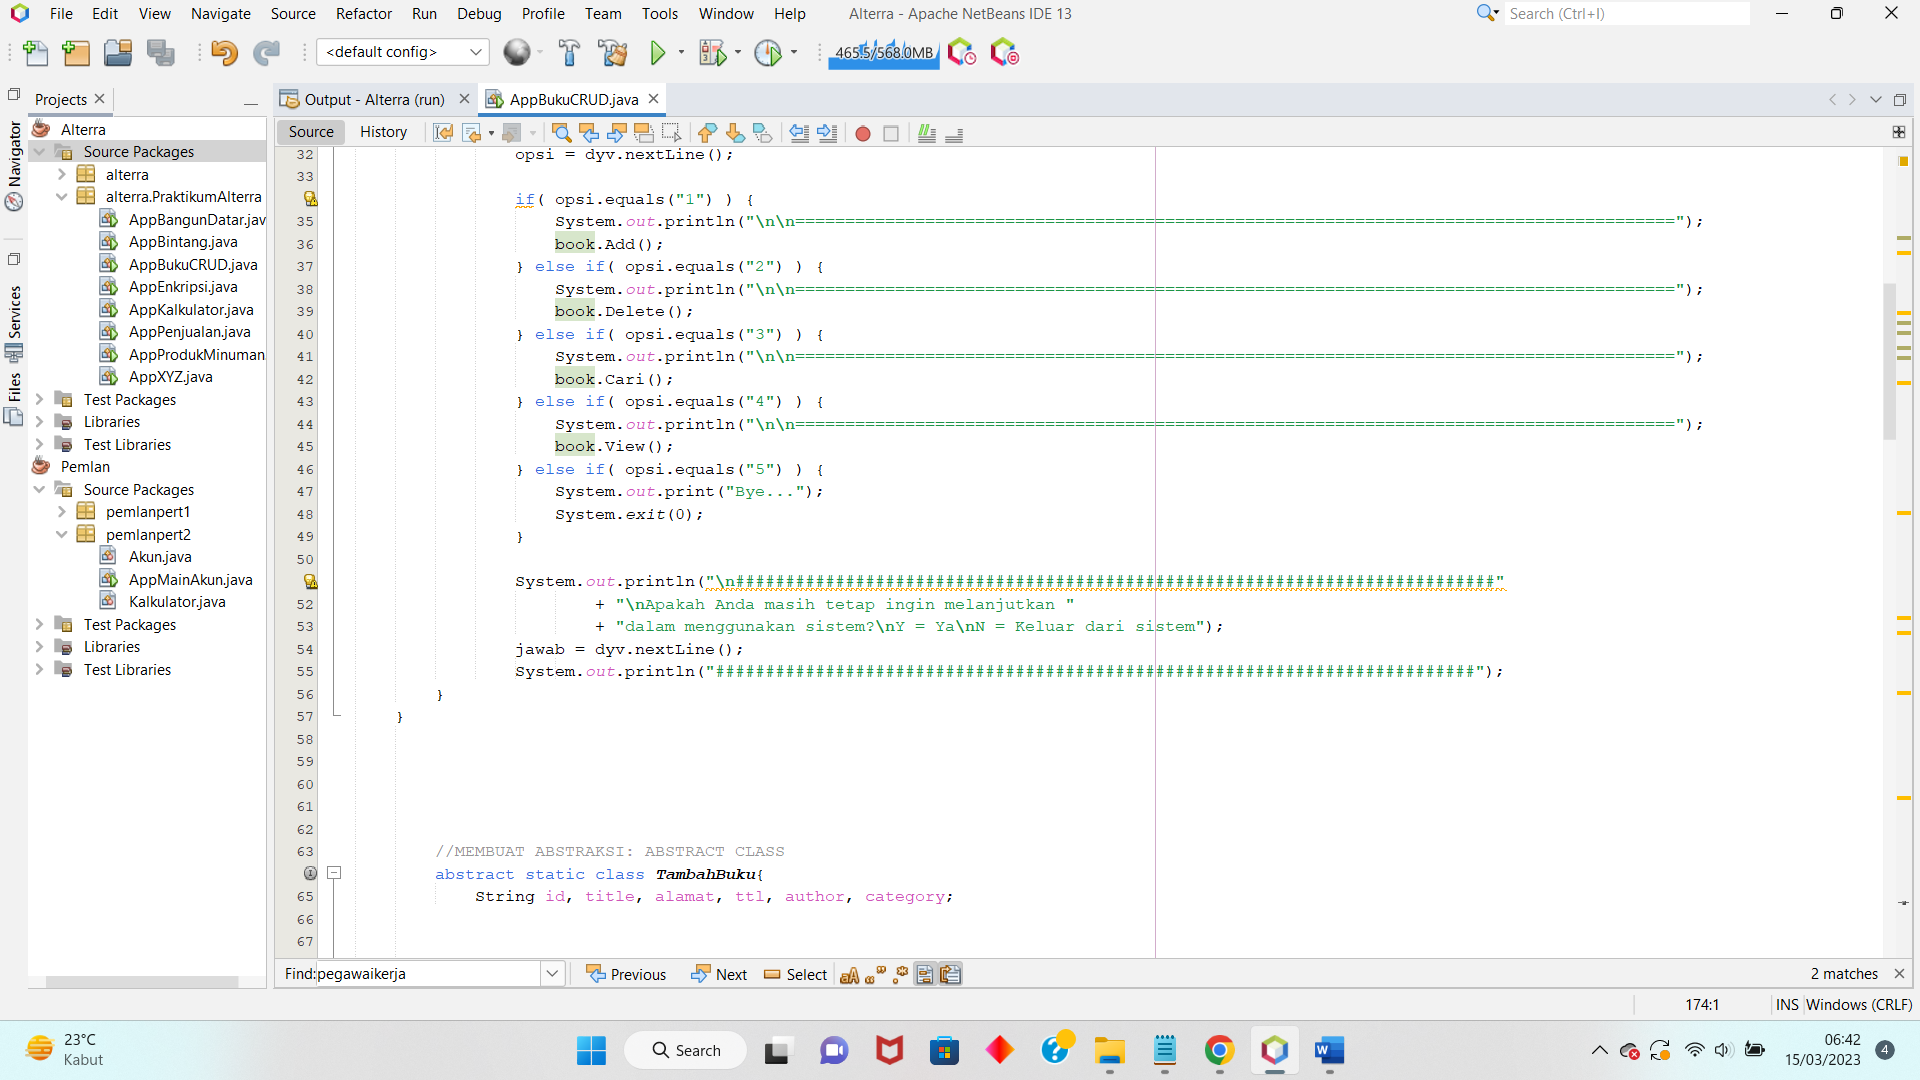 File Edit View Navigate Source Refactor Run Debug Profile Team Tools Window Help Alterra - Apache NetBeans IDE 13 Search (Ctrl+I)
<default config> 465.5/568.0MB
Projects Output - Alterra (run) AppBukuCRUD.java
Navigator
Services
Files
Alterra
Source Packages
alterra
alterra.PraktikumAlterra
AppBangunDatar.jav
AppBintang.java
AppBukuCRUD.java
AppEnkripsi.java
AppKalkulator.java
AppPenjualan.java
AppProdukMinuman
AppXYZ.java
Test Packages
Libraries
Test Libraries
Pemlan
Source Packages
pemlanpert1
pemlanpert2
Akun.java
AppMainAkun.java
Kalkulator.java
Test Packages
Libraries
Test Libraries
Source History
32 opsi = dyv.nextLine();
33
if( opsi.equals("1") ) {
35 System.out.println("\n\n========================================================================================");
36 book.Add();
37 } else if( opsi.equals("2") ) {
38 System.out.println("\n\n========================================================================================");
39 book.Delete();
40 } else if( opsi.equals("3") ) {
41 System.out.println("\n\n========================================================================================");
42 book.Cari();
43 } else if( opsi.equals("4") ) {
44 System.out.println("\n\n========================================================================================");
45 book.View();
46 } else if( opsi.equals("5") ) {
47 System.out.print("Bye...");
48 System.exit(0);
49 }
50
System.out.println("\n############################################################################"
52 + "\nApakah Anda masih tetap ingin melanjutkan "
53 + "dalam menggunakan sistem?\nY = Ya\nN = Keluar dari sistem");
54 jawab = dyv.nextLine();
55 System.out.println("############################################################################");
56 }
57 }
58
59
60
61
62
63 //MEMBUAT ABSTRAKSI: ABSTRACT CLASS
abstract static class TambahBuku{
65 String id, title, alamat, ttl, author, category;
66
67
Find: pegawaikerja Previous Next Select 2 matches
174:1 INS Windows (CRLF)
23°C
Kabut
Search
06:42
15/03/2023
4